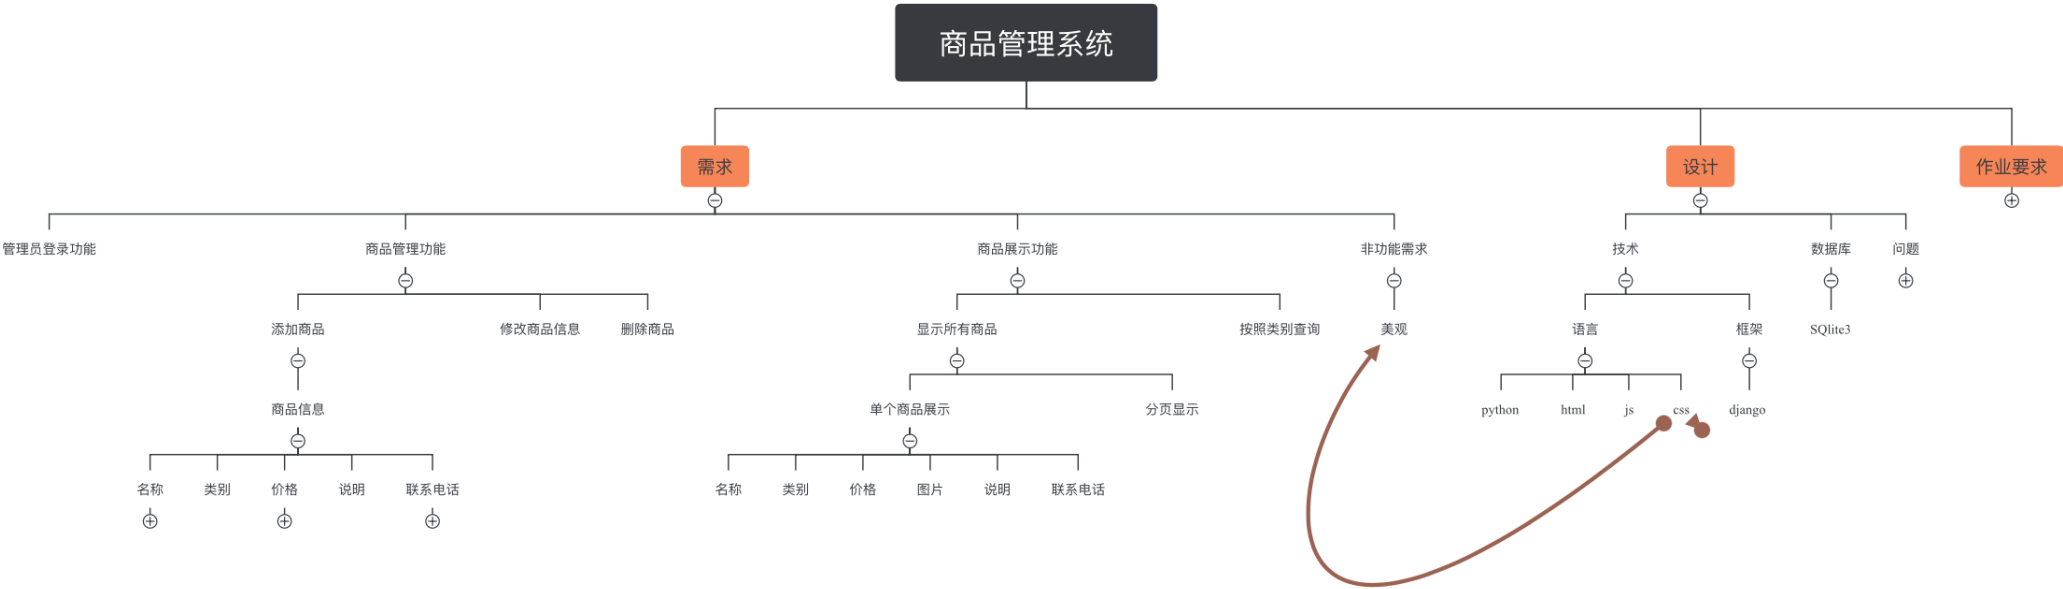 商品管理系统
需求
设计
作业要求
管理员登录功能
商品管理功能
商品展示功能
非功能需求
技术
数据库
问题
添加商品
修改商品信息
删除商品
显示所有商品
按照类别查询
美观
语言
框架
SQlite3
商品信息
单个商品展示
分页显示
python
html
js
css
django
名称
类别
价格
说明
联系电话
名称
类别
价格
图片
说明
联系电话